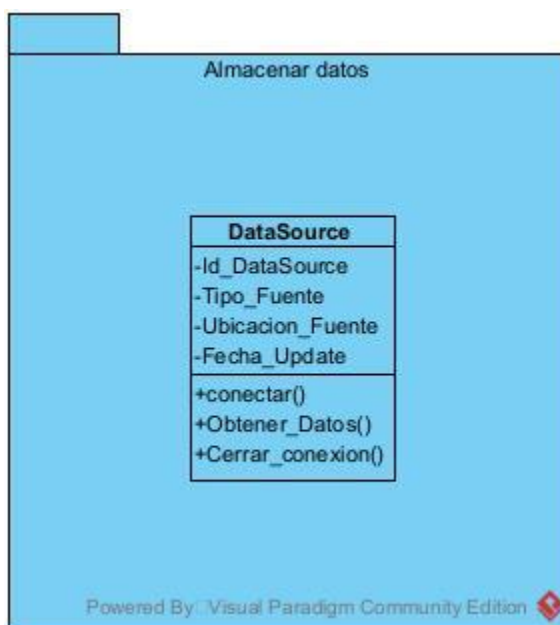 Almacenar datos
DataSource
-Id_DataSource
-Tipo_Fuente
-Ubicacion_Fuente
-Fecha_Update
+conectar()
+Obtener_Datos()
+Cerrar_conexion()
Powered By Visual Paradigm Community Edition